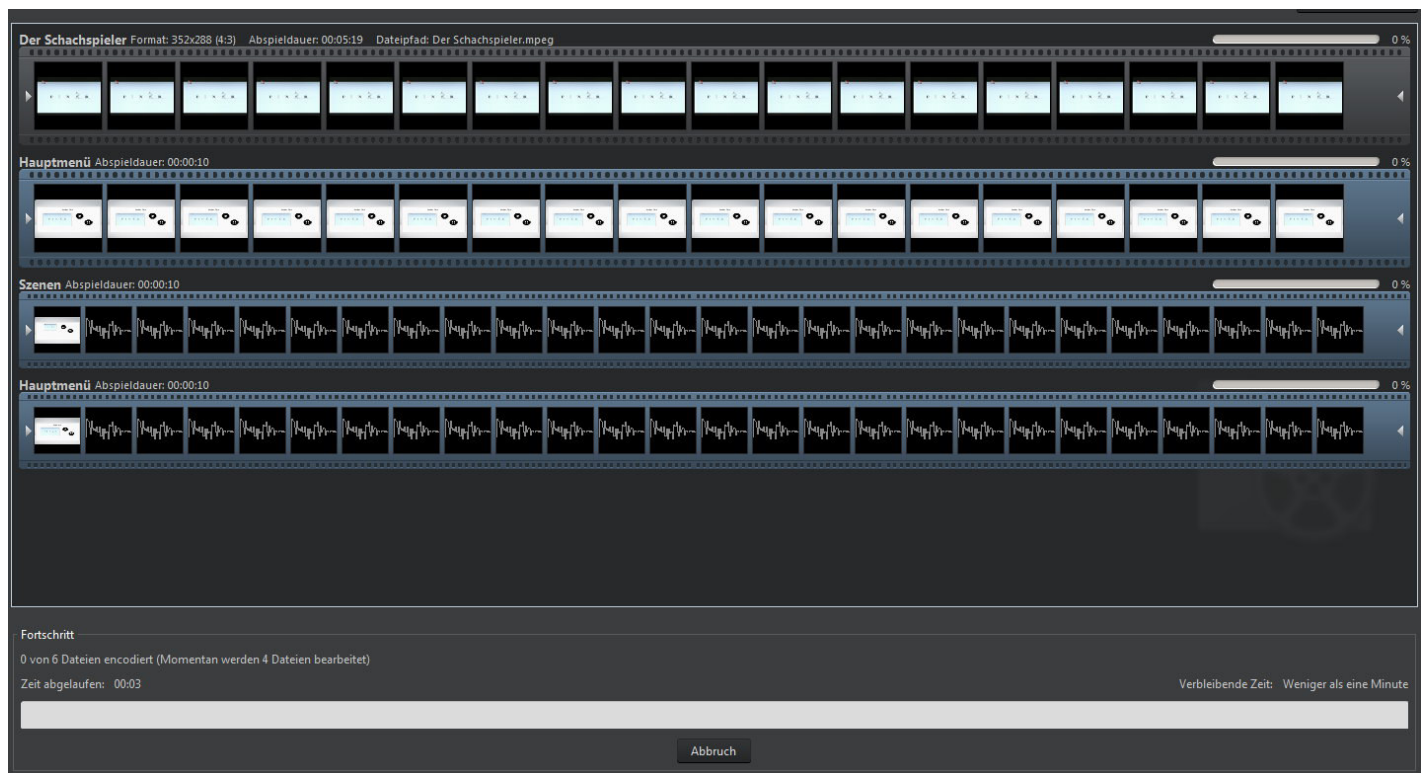 Der Schachspieler Format: 352x288 (4:3) Abspieldauer: 00:05:19 Dateipfad: Der Schachspieler.mpeg 0 %
Hauptmenü Abspieldauer: 00:00:10 0 %
Szenen Abspieldauer: 00:00:10 0 %
Hauptmenü Abspieldauer: 00:00:10 0 %
Fortschritt
0 von 6 Dateien encodiert (Momentan werden 4 Dateien bearbeitet)
Zeit abgelaufen: 00:03 Verbleibende Zeit: Weniger als eine Minute
Abbruch